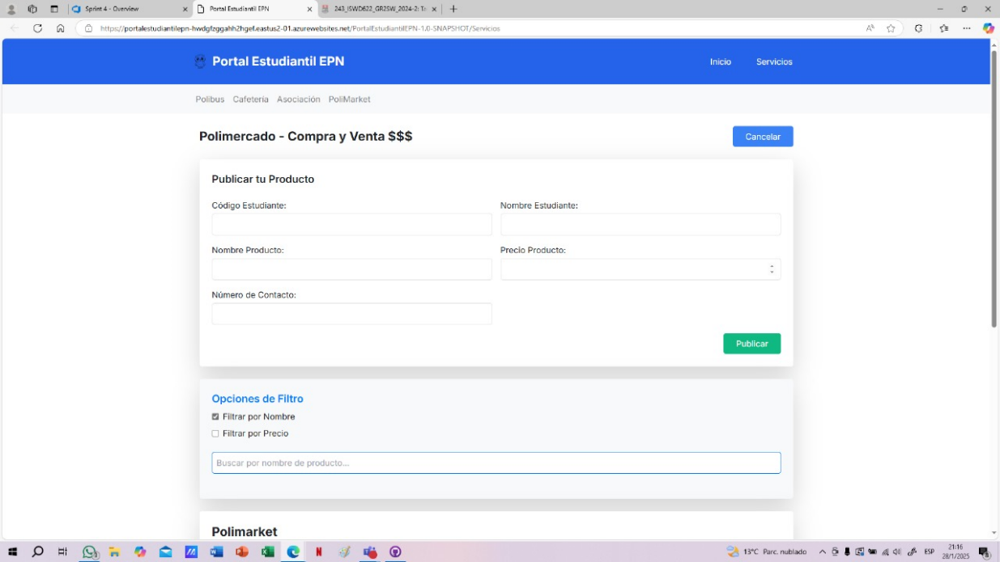 Sprint 4 - Overview
Portal Estudiantil EPN
243_ISWD622_GR2SW_2024-2: Ta
https://portalestudiantilepn-hwdgfzggahh2hgef.eastus2-01.azurewebsites.net/PortalEstudiantilEPN-1.0-SNAPSHOT/Servicios
Portal Estudiantil EPN
Inicio Servicios
Polibus Cafetería Asociación PoliMarket
Polimercado - Compra y Venta $$$
Cancelar
Publicar tu Producto
Código Estudiante: Nombre Estudiante:
Nombre Producto: Precio Producto:
Número de Contacto:
Publicar
Opciones de Filtro
Filtrar por Nombre
Filtrar por Precio
Buscar por nombre de producto...
Polimarket
13°C Parc. nublado
ESP
21:16
28/1/2025